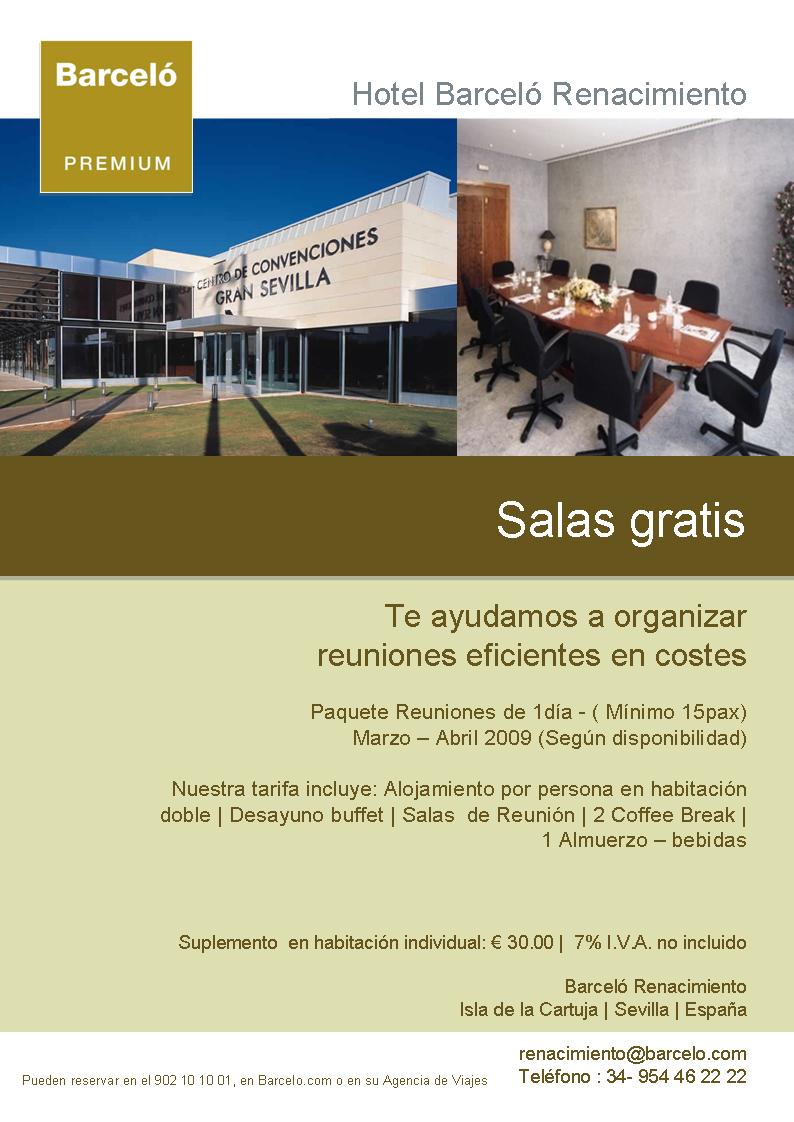 Barceló
PREMIUM
Hotel Barceló Renacimiento
CENTRO DE CONVENCIONES
GRAN SEVILLA
Salas gratis
Te ayudamos a organizar
reuniones eficientes en costes
Paquete Reuniones de 1día - ( Mínimo 15pax)
Marzo – Abril 2009 (Según disponibilidad)
Nuestra tarifa incluye: Alojamiento por persona en habitación
doble | Desayuno buffet | Salas  de Reunión | 2 Coffee Break |
1 Almuerzo – bebidas
Suplemento  en habitación individual: € 30.00 |  7% I.V.A. no incluido
Barceló Renacimiento
Isla de la Cartuja | Sevilla | España
renacimiento@barcelo.com
Teléfono : 34- 954 46 22 22
Pueden reservar en el 902 10 10 01, en Barcelo.com o en su Agencia de Viajes